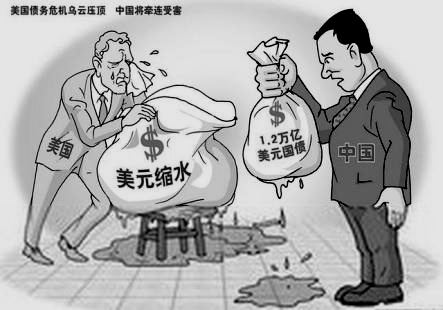 美国债务危机乌云压顶 中国将牵连受害
美国
$
美元缩水
$
1.2万亿
美元国债
中国